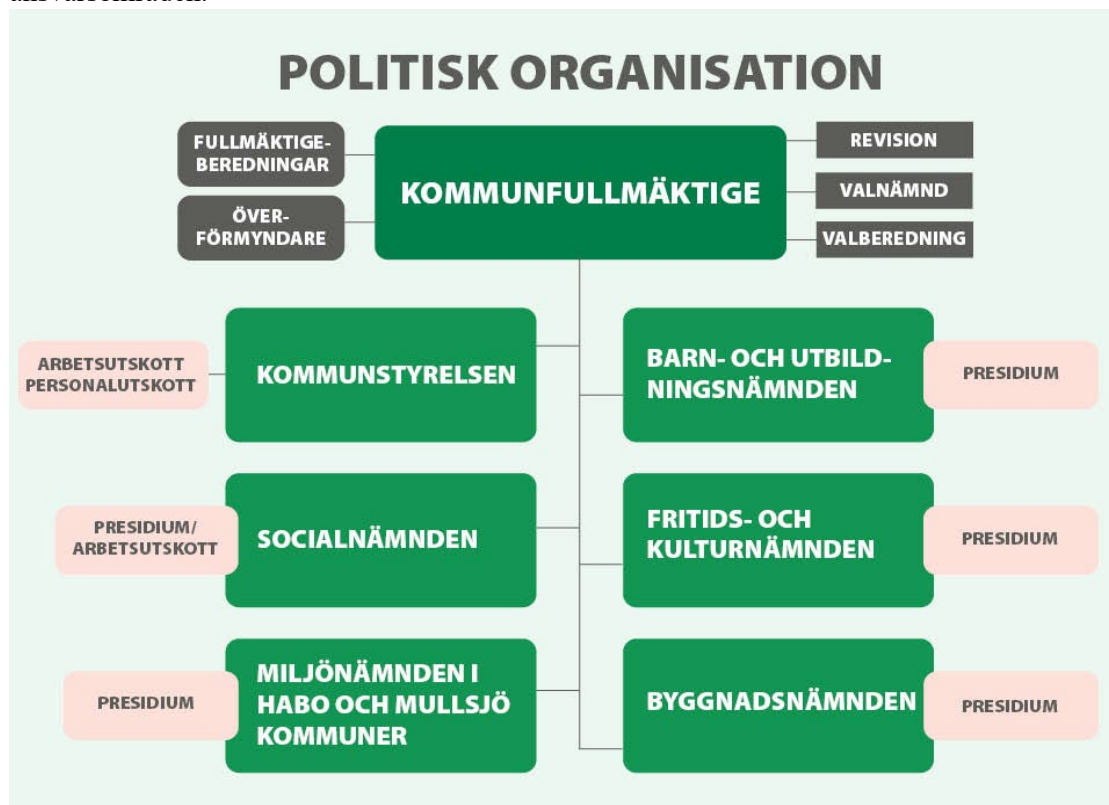 POLITISK ORGANISATION
FULLMÄKTIGE-
BEREDNINGAR
ÖVER-
FÖRMYNDARE
KOMMUNFULLMÄKTIGE
REVISION
VALNÄMND
VALBEREDNING
ARBETSUTSKOTT
PERSONALUTSKOTT
KOMMUNSTYRELSEN
BARN- OCH UTBILD-
NINGSNÄMNDEN
PRESIDIUM
PRESIDIUM/
ARBETSUTSKOTT
SOCIALNÄMNDEN
FRITIDS- OCH
KULTURNÄMNDEN
PRESIDIUM
PRESIDIUM
MILJÖNÄMNDEN I
HABO OCH MULLSJÖ
KOMMUNER
BYGGNADSNÄMNDEN
PRESIDIUM